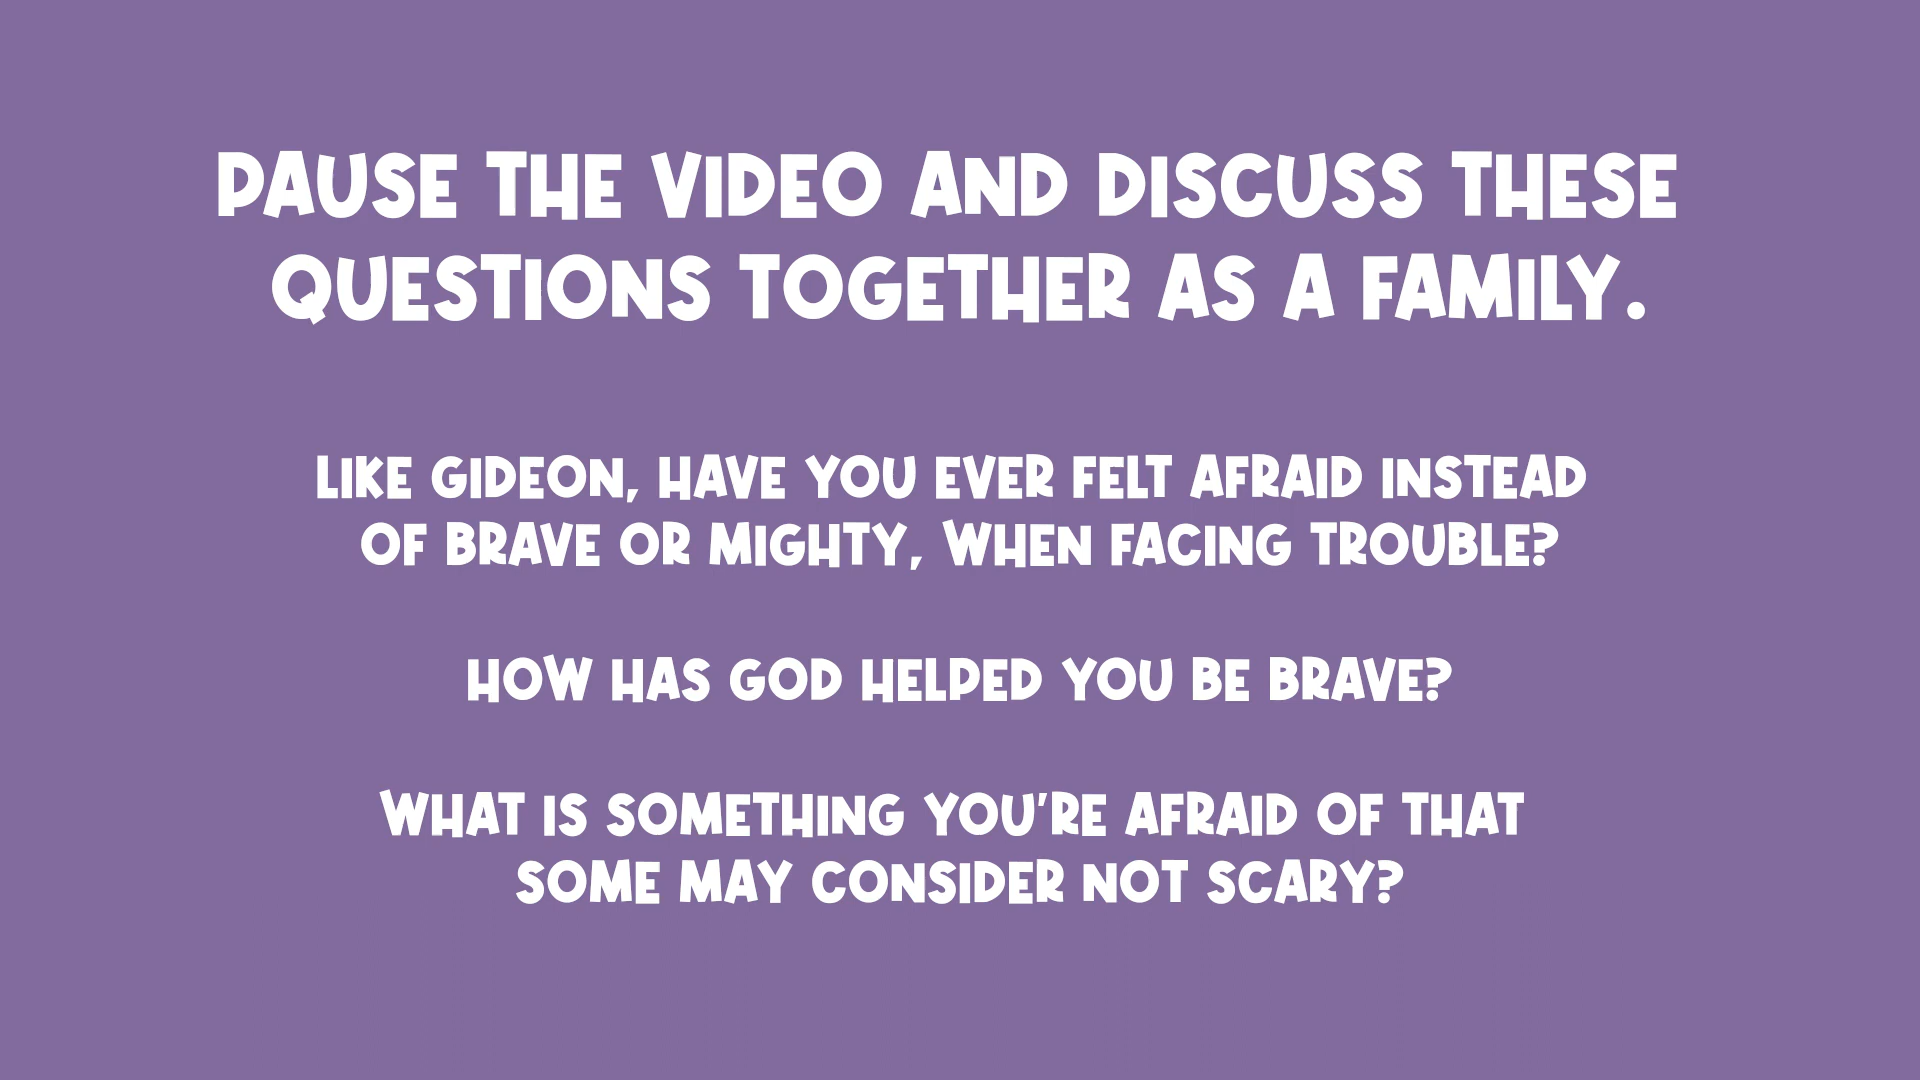 PAUSE THE VIDEO AND DISCUSS THESE
QUESTIONS TOGETHER AS A FAMILY.
LIKE GIDEON, HAVE YOU EVER FELT AFRAID INSTEAD
OF BRAVE OR MIGHTY, WHEN FACING TROUBLE?
HOW HAS GOD HELPED YOU BE BRAVE?
WHAT IS SOMETHING YOU'RE AFRAID OF THAT
SOME MAY CONSIDER NOT SCARY?